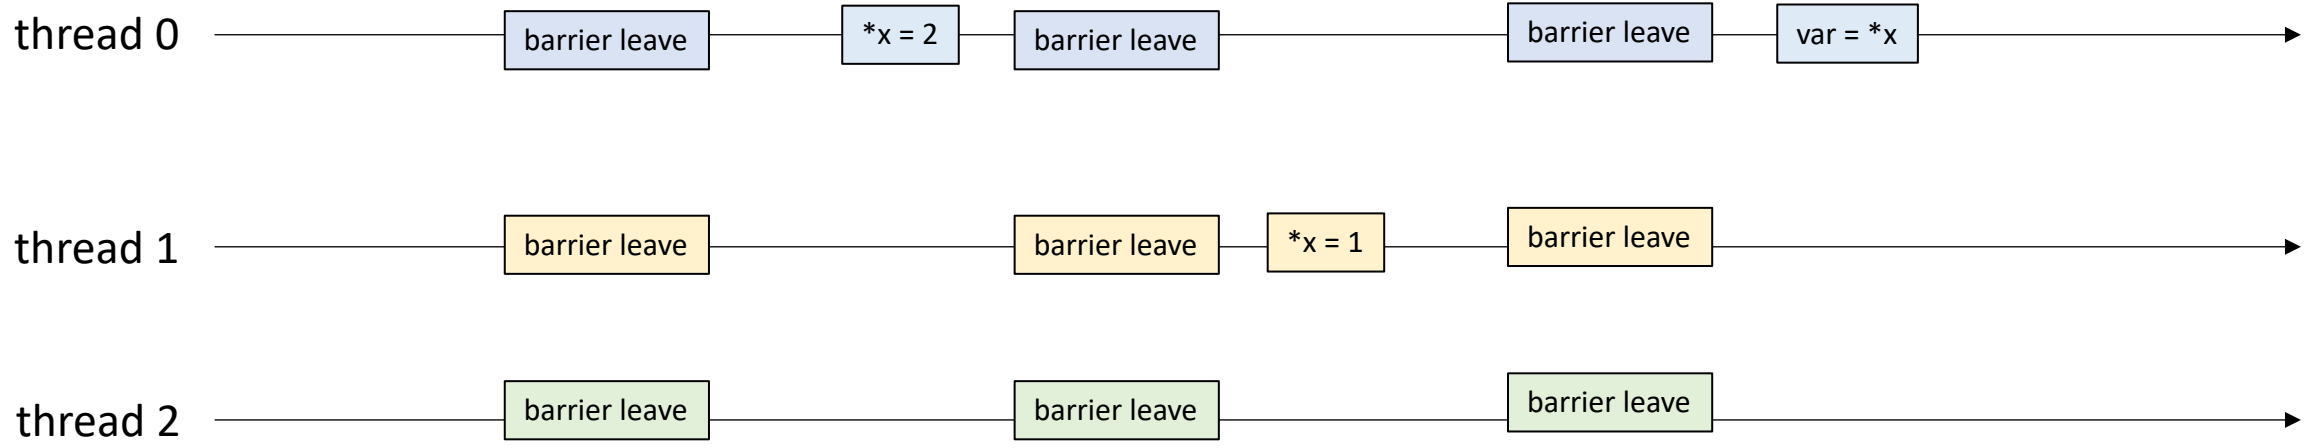 thread 0 barrier leave *x = 2 barrier leave barrier leave var = *x
thread 1 barrier leave barrier leave *x = 1 barrier leave
thread 2 barrier leave barrier leave barrier leave